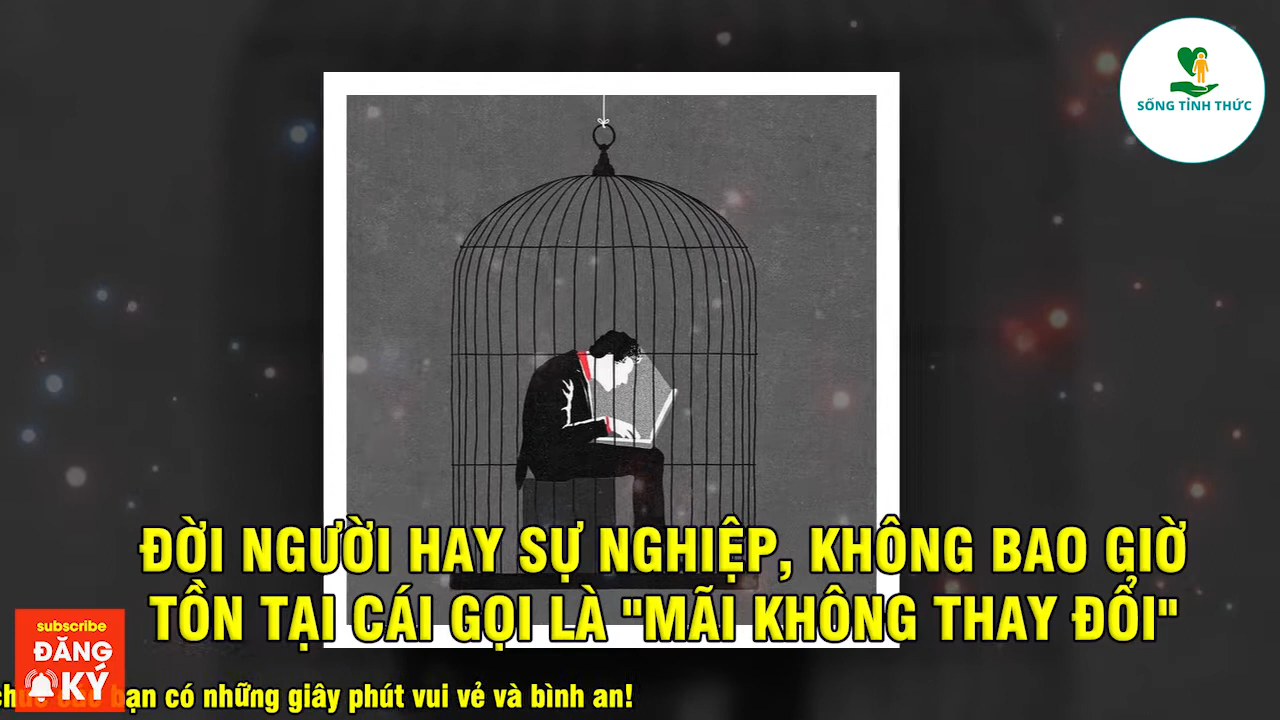 SỐNG TỈNH THỨC
ĐỜI NGƯỜI HAY SỰ NGHIỆP, KHÔNG BAO GIỜ
TỒN TẠI CÁI GỌI LÀ "MÃI KHÔNG THAY ĐỔI"
subscribe
ĐĂNG
KÝ
bạn có những giây phút vui vẻ và bình an!